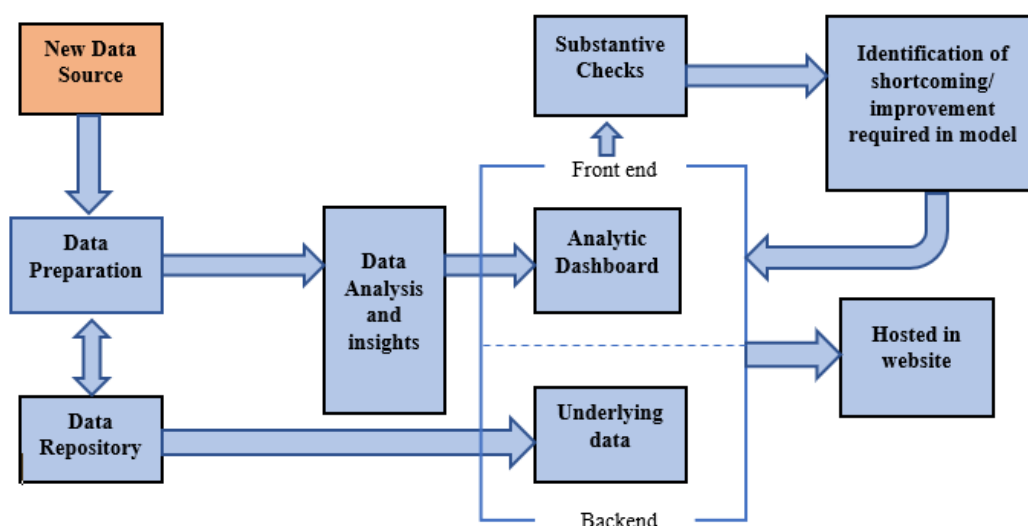 New Data
Source
Substantive
Checks
Identification of
shortcoming/
improvement
required in model
Front end
Data
Preparation
Data
Analysis
and
insights
Analytic
Dashboard
Hosted in
website
Data
Repository
Underlying
data
Backend